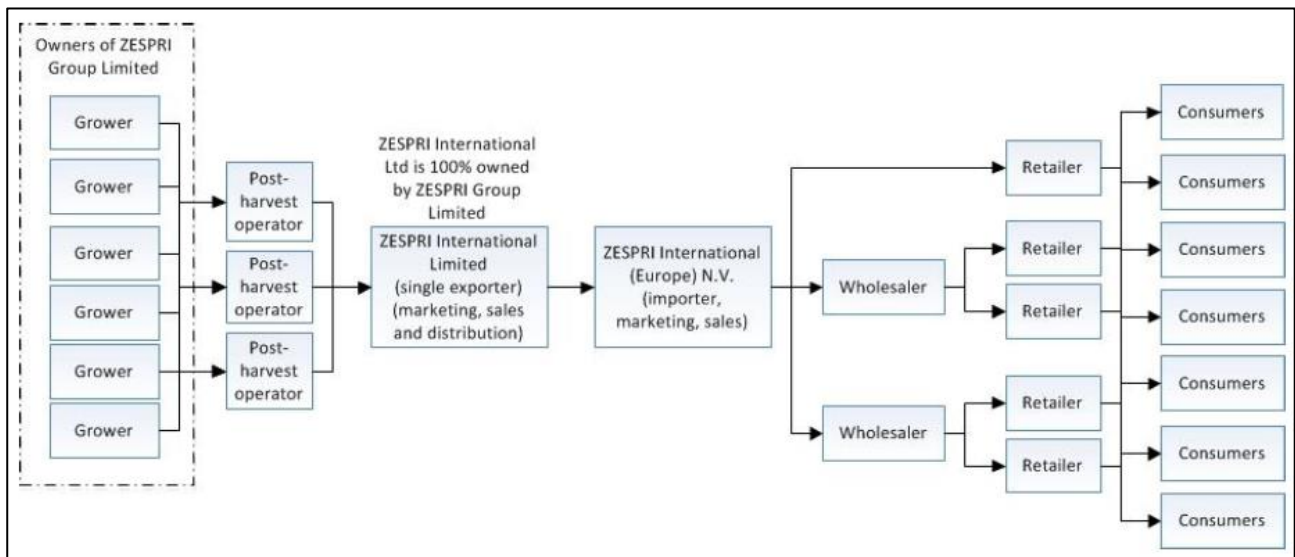 Owners of ZESPRI
Group Limited
Grower
Grower
Grower
Grower
Grower
Grower
Post-
harvest
operator
Post-
harvest
operator
Post-
harvest
operator
ZESPRI International
Ltd is 100% owned
by ZESPRI Group
Limited
ZESPRI International
Limited
(single exporter)
(marketing, sales
and distribution)
ZESPRI International
(Europe) N.V.
(importer,
marketing, sales)
Wholesaler
Wholesaler
Retailer
Retailer
Retailer
Retailer
Retailer
Consumers
Consumers
Consumers
Consumers
Consumers
Consumers
Consumers